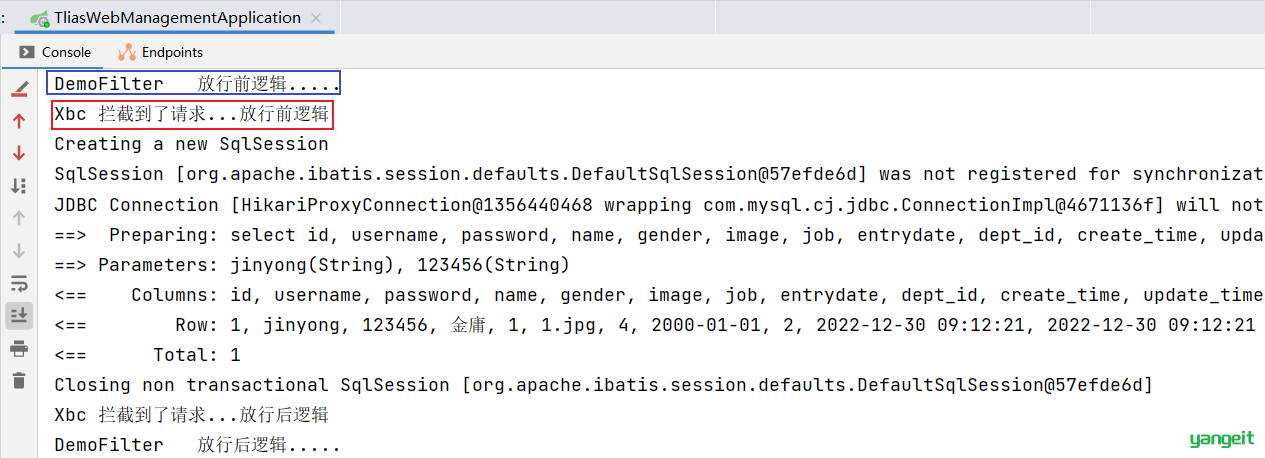 :
TliasWebManagementApplication
Console Endpoints
DemoFilter 放行前逻辑.....
Xbc 拦截到了请求...放行前逻辑
Creating a new SqlSession
SqlSession [org.apache.ibatis.session.defaults.DefaultSqlSession@57efde6d] was not registered for synchronizat
JDBC Connection [HikariProxyConnection@1356440468 wrapping com.mysql.cj.jdbc.ConnectionImpl@4671136f] will not
==> Preparing: select id, username, password, name, gender, image, job, entrydate, dept_id, create_time, upda
==> Parameters: jinyong(String), 123456(String)
<== Columns: id, username, password, name, gender, image, job, entrydate, dept_id, create_time, update_time
<== Row: 1, jinyong, 123456, 金庸, 1, 1.jpg, 4, 2000-01-01, 2, 2022-12-30 09:12:21, 2022-12-30 09:12:21
<== Total: 1
Closing non transactional SqlSession [org.apache.ibatis.session.defaults.DefaultSqlSession@57efde6d]
Xbc 拦截到了请求...放行后逻辑
DemoFilter 放行后逻辑.....
yangeit